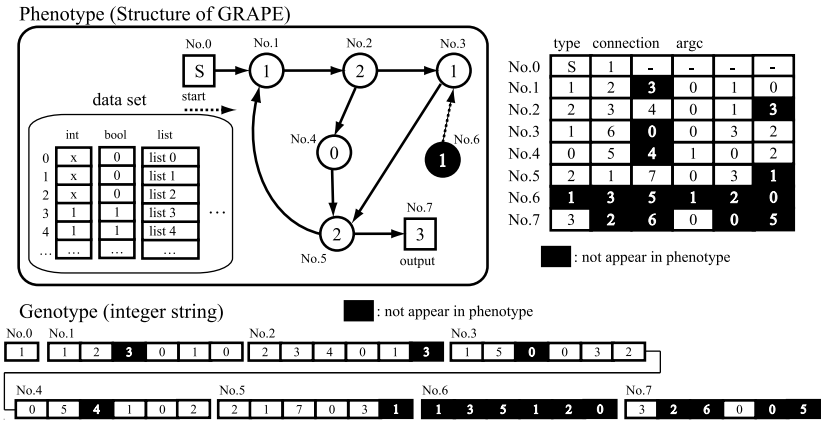 Phenotype (Structure of GRAPE)
No.0 No.1 No.2 No.3
S 1 2 1
start
data set
int bool list
0 x 0 list 0
1 x 0 list 1
2 x 0 list 2
3 1 1 list 3
4 1 1 list 4
... ... ... ...
...
No.4 0
No.6 1
No.5 2
No.7 3
output
type connection argc
No.0 S 1 - - - -
No.1 1 2 3 0 1 0
No.2 2 3 4 0 1 3
No.3 1 6 0 0 3 2
No.4 0 5 4 1 0 2
No.5 2 1 7 0 3 1
No.6 1 3 5 1 2 0
No.7 3 2 6 0 0 5
: not appear in phenotype
Genotype (integer string)
: not appear in phenotype
No.0 No.1 No.2 No.3
1 1 2 3 0 1 0 2 3 4 0 1 3 1 5 0 0 3 2
No.4 No.5 No.6 No.7
0 5 4 1 0 2 2 1 7 0 3 1 1 3 5 1 2 0 3 2 6 0 0 5